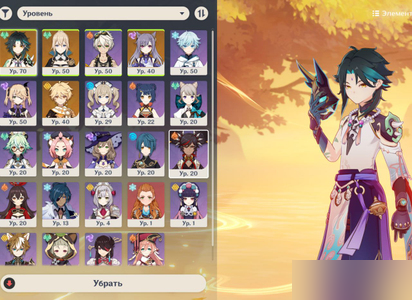 Уровень
Элемен
Ур. 70
Ур. 50
Ур. 50
Ур. 40
Ур. 50
Ур. 50
Ур. 40
Ур. 29
Ур. 22
Ур. 20
Ур. 20
Ур. 20
Ур. 20
Ур. 20
Ур. 20
Ур. 20
Ур. 13
Ур. 4
Ур. 1
Ур. 1
Убрать